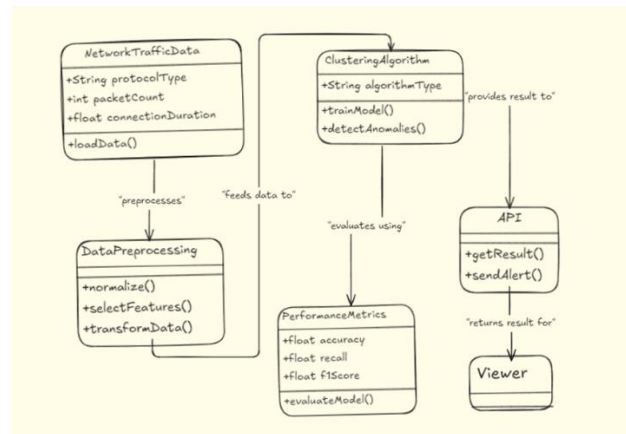 NetworkTrafficData
+String protocolType
+int packetCount
+float connectionDuration
+loadData()
"preprocesses"
DataPreprocessing
+normalize()
+selectFeatures()
+transformData()
"feeds data to"
ClusteringAlgorithm
+String algorithmType
+trainModel()
+detectAnomalies()
"evaluates using"
PerformanceMetrics
+float accuracy
+float recall
+float f1Score
+evaluateModel()
"provides result to"
API
+getResult()
+sendAlert()
"returns result for"
Viewer